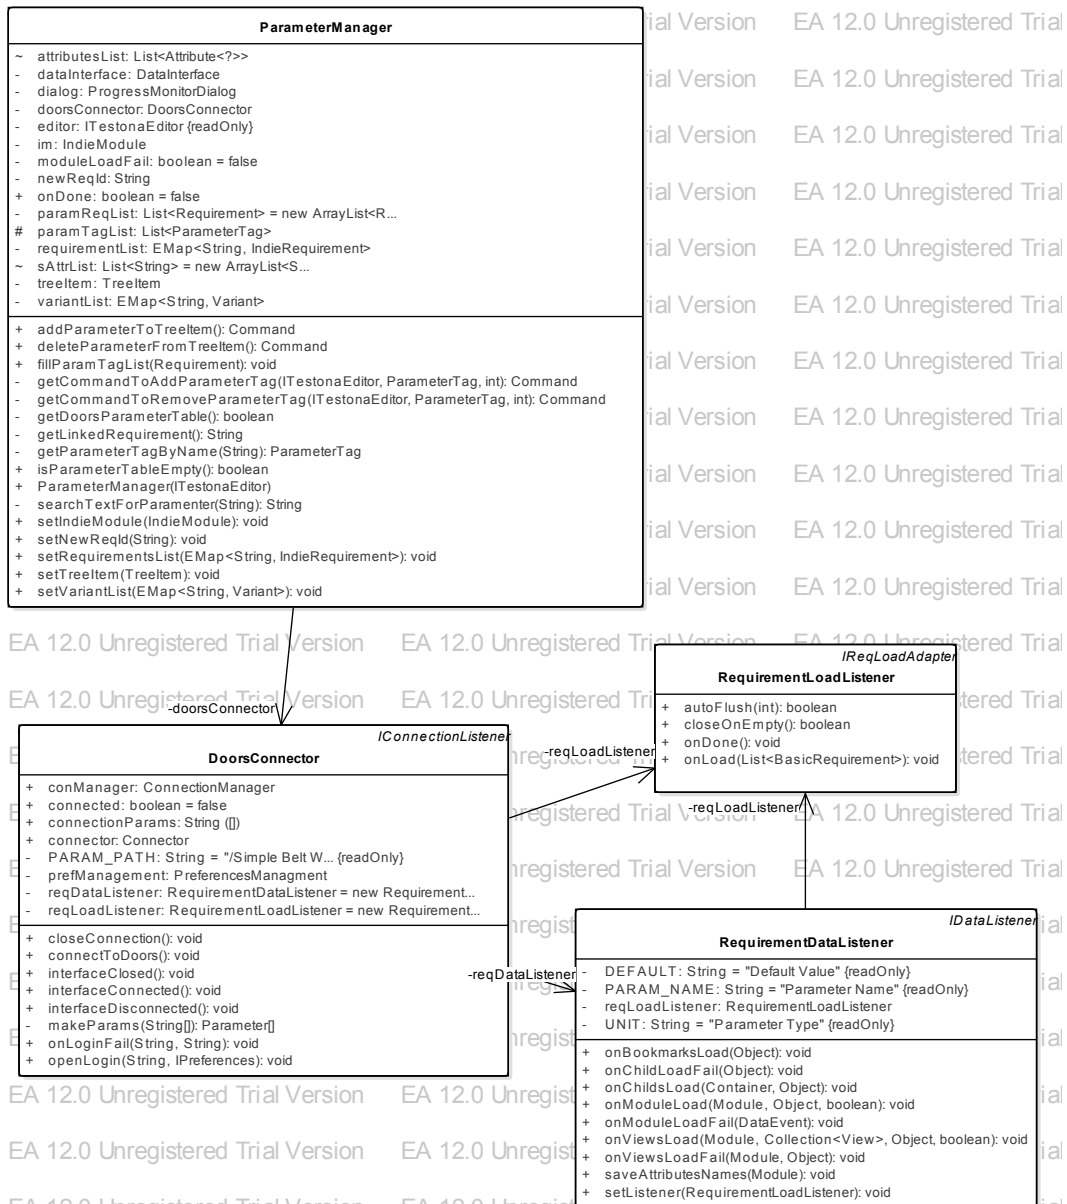 ParameterManager
~ attributesList: List<Attribute<?>>
- dataInterface: DataInterface
- dialog: ProgressMonitorDialog
- doorsConnector: DoorsConnector
- editor: ITestonaEditor {readOnly}
- im: IndieModule
- moduleLoadFail: boolean = false
- newReqId: String
+ onDone: boolean = false
- paramReqList: List<Requirement> = new ArrayList<R...
# paramTagList: List<ParameterTag>
- requirementList: EMap<String, IndieRequirement>
~ sAttrList: List<String> = new ArrayList<S...
- treeItem: TreeItem
- variantList: EMap<String, Variant>
+ addParameterToTreeItem(): Command
+ deleteParameterFromTreeItem(): Command
+ fillParamTagList(Requirement): void
- getCommandToAddParameterTag(ITestonaEditor, ParameterTag, int): Command
- getCommandToRemoveParameterTag(ITestonaEditor, ParameterTag, int): Command
- getDoorsParameterTable(): boolean
- getLinkedRequirement(): String
- getParameterTagByName(String): ParameterTag
+ isParameterTableEmpty(): boolean
+ ParameterManager(ITestonaEditor)
- searchTextForParamenter(String): String
+ setIndieModule(IndieModule): void
+ setNewReqId(String): void
+ setRequirementsList(EMap<String, IndieRequirement>): void
+ setTreeItem(TreeItem): void
+ setVariantList(EMap<String, Variant>): void
EA 12.0 Unregistered Trial Version EA 12.0 Unregistered Trial Version EA 12.0 Unregistered Trial
-doorsConnector
IReqLoadAdapter
RequirementLoadListener
+ autoFlush(int): boolean
+ closeOnEmpty(): boolean
+ onDone(): void
+ onLoad(List<BasicRequirement>): void
-reqLoadListener
-reqLoadListener
IConnectionListener
DoorsConnector
+ conManager: ConnectionManager
+ connected: boolean = false
+ connectionParams: String ([])
+ connector: Connector
- PARAM_PATH: String = "/Simple Belt W... {readOnly}
- prefManagement: PreferencesManagment
- reqDataListener: RequirementDataListener = new Requirement...
- reqLoadListener: RequirementLoadListener = new Requirement...
+ closeConnection(): void
+ connectToDoors(): void
+ interfaceClosed(): void
+ interfaceConnected(): void
+ interfaceDisconnected(): void
- makeParams(String[]): Parameter[]
+ onLoginFail(String, String): void
+ openLogin(String, IPreferences): void
-reqDataListener
IDataListener
RequirementDataListener
- DEFAULT: String = "Default Value" {readOnly}
- PARAM_NAME: String = "Parameter Name" {readOnly}
- reqLoadListener: RequirementLoadListener
- UNIT: String = "Parameter Type" {readOnly}
+ onBookmarksLoad(Object): void
+ onChildLoadFail(Object): void
+ onChildsLoad(Container, Object): void
+ onModuleLoad(Module, Object, boolean): void
+ onModuleLoadFail(DataEvent): void
+ onViewsLoad(Module, Collection<View>, Object, boolean): void
+ onViewsLoadFail(Module, Object): void
+ saveAttributesNames(Module): void
+ setListener(RequirementLoadListener): void